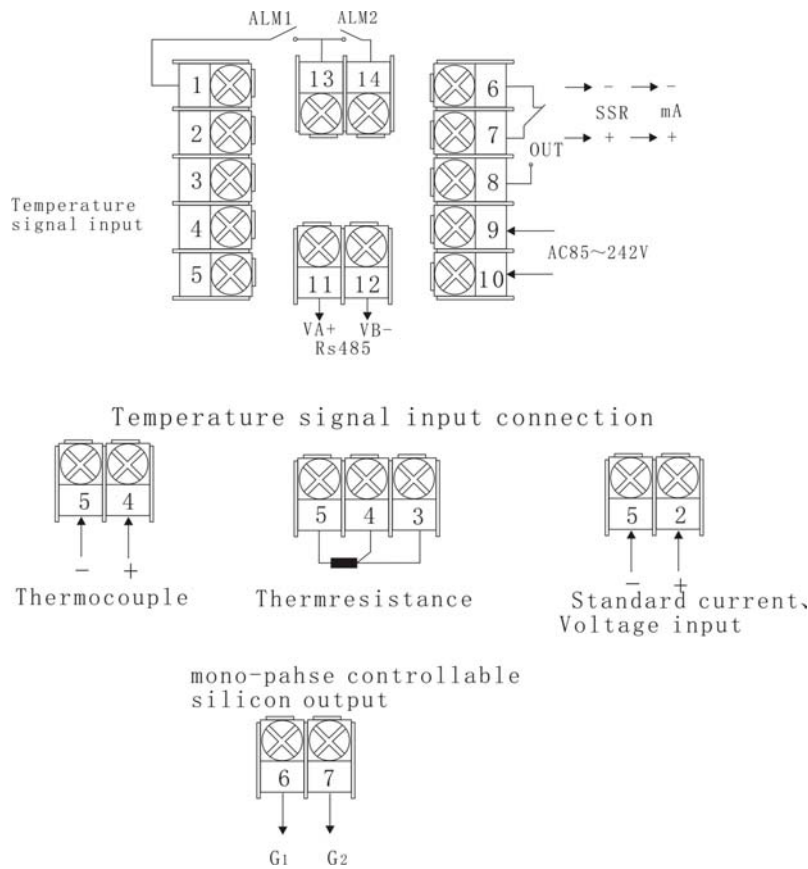 ALM1 ALM2
1 13 14 6 - -
SSR mA
2 7 + +
OUT
3 8
Temperature
signal input
4 9
AC85～242V
5 11 12 10
VA+ VB-
Rs485
Temperature signal input connection
5 4
- +
Thermocouple
5 4 3
Thermresistance
5 2
- +
Standard current、
Voltage input
mono-pahse controllable
silicon output
6 7
G1 G2